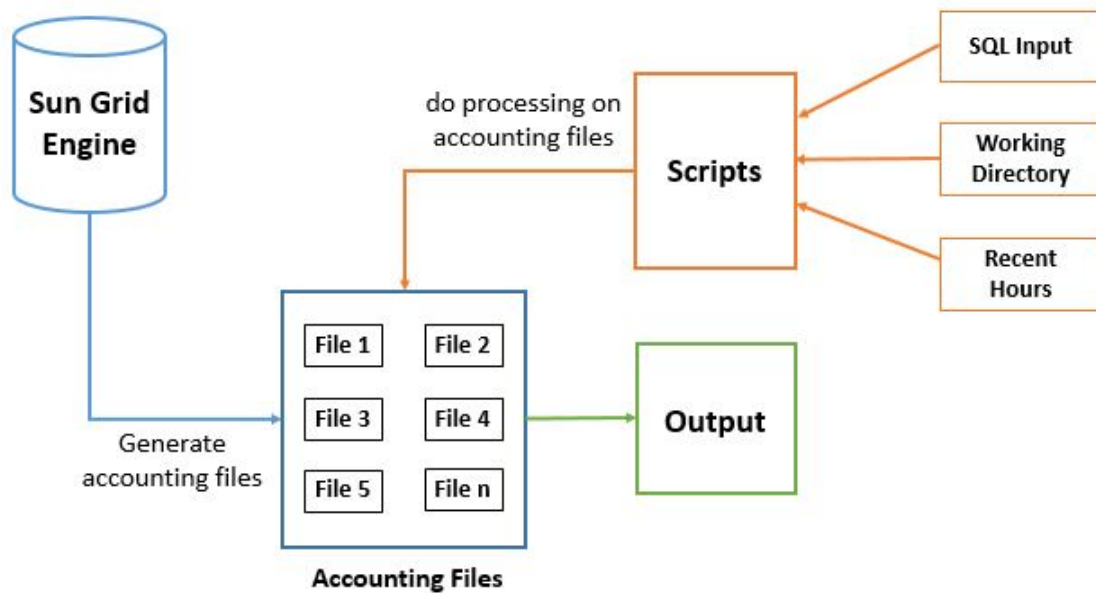 Sun Grid
Engine
do processing on
accounting files
Scripts
SQL Input
Working
Directory
Recent
Hours
File 1
File 2
File 3
File 4
File 5
File n
Generate
accounting files
Output
Accounting Files